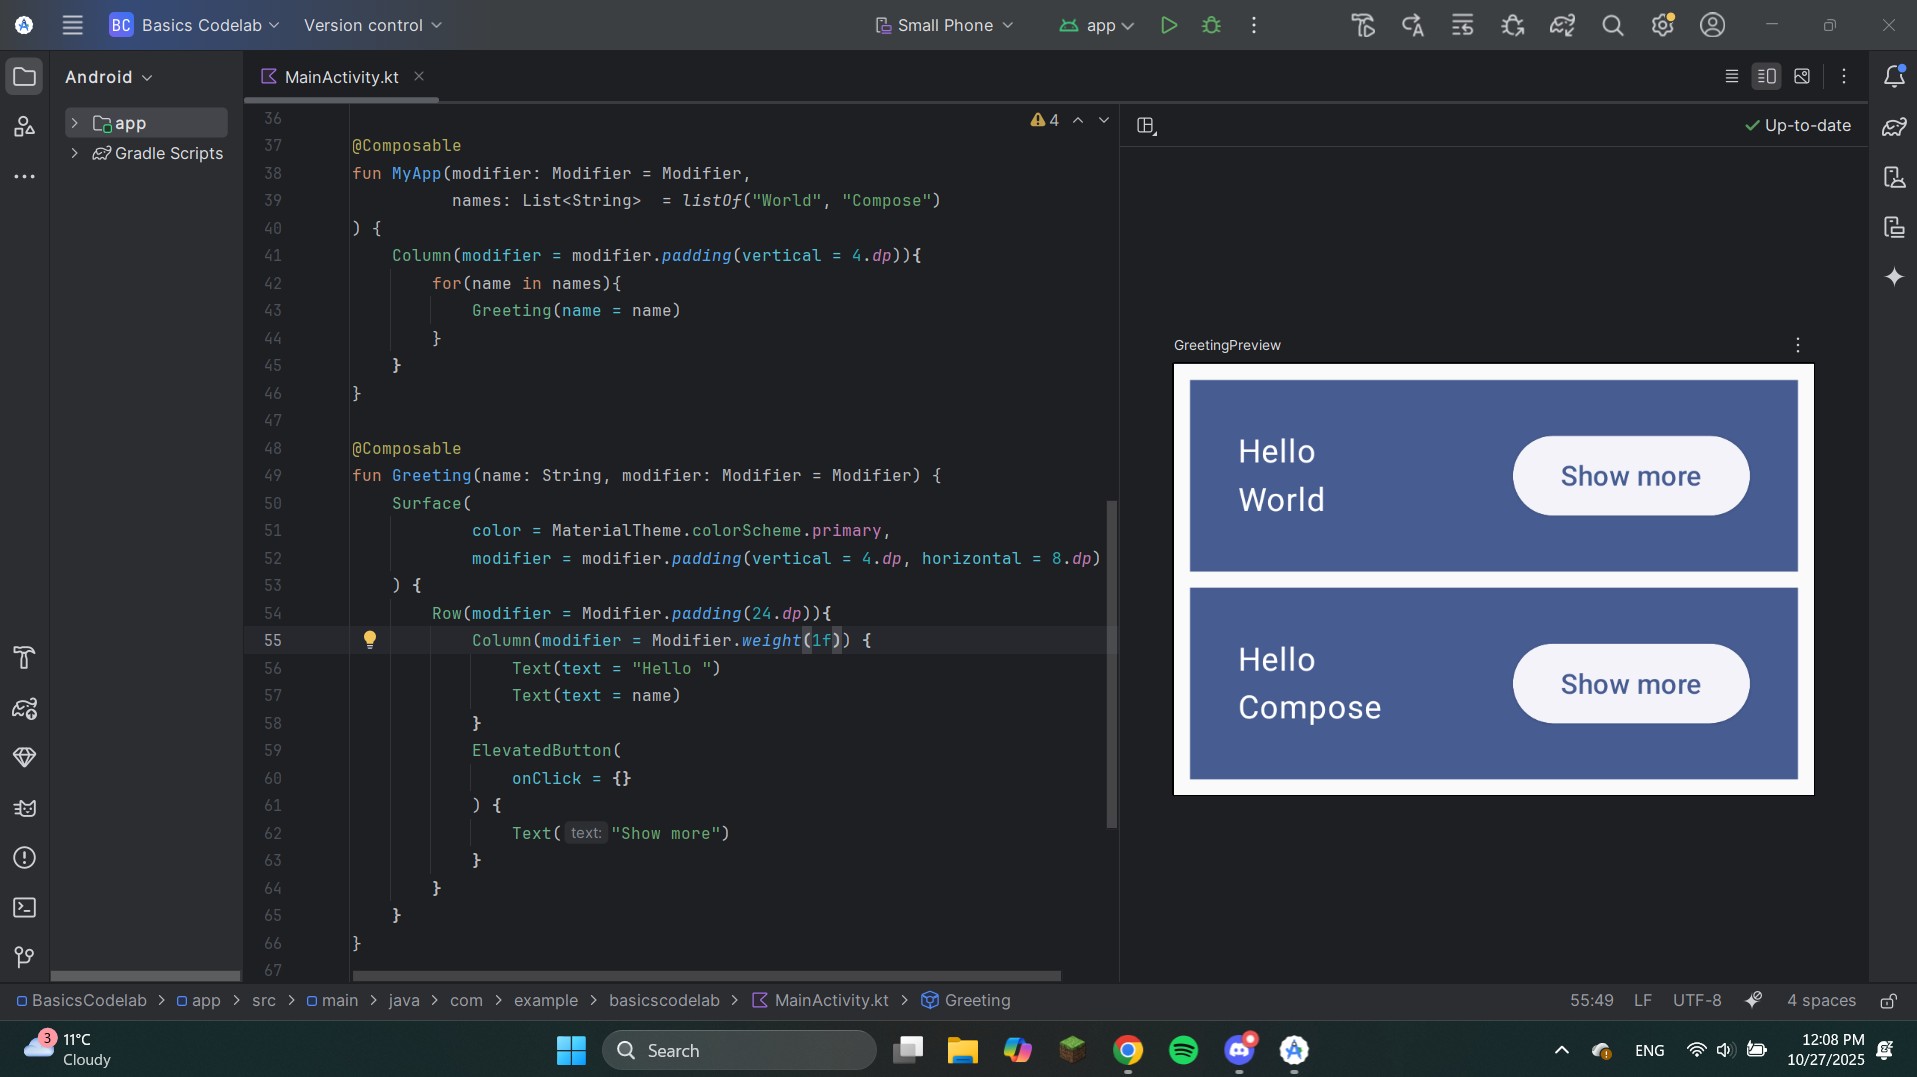 BC Basics Codelab Version control Small Phone app
Android MainActivity.kt
app
Gradle Scripts
36
37 @Composable
38 fun MyApp(modifier: Modifier = Modifier,
39 names: List<String> = listOf("World", "Compose")
40 ) {
41 Column(modifier = modifier.padding(vertical = 4.dp)){
42 for(name in names){
43 Greeting(name = name)
44 }
45 }
46 }
47
48 @Composable
49 fun Greeting(name: String, modifier: Modifier = Modifier) {
50 Surface(
51 color = MaterialTheme.colorScheme.primary,
52 modifier = modifier.padding(vertical = 4.dp, horizontal = 8.dp)
53 ) {
54 Row(modifier = Modifier.padding(24.dp)){
55 Column(modifier = Modifier.weight(1f)) {
56 Text(text = "Hello ")
57 Text(text = name)
58 }
59 ElevatedButton(
60 onClick = {}
61 ) {
62 Text( text: "Show more")
63 }
64 }
65 }
66 }
67
4
Up-to-date
GreetingPreview
Hello
World
Show more
Hello
Compose
Show more
BasicsCodelab > app > src > main > java > com > example > basicscodelab > MainActivity.kt > Greeting 55:49 LF UTF-8 4 spaces
3 11°C
Cloudy
Search
ENG
12:08 PM
10/27/2025